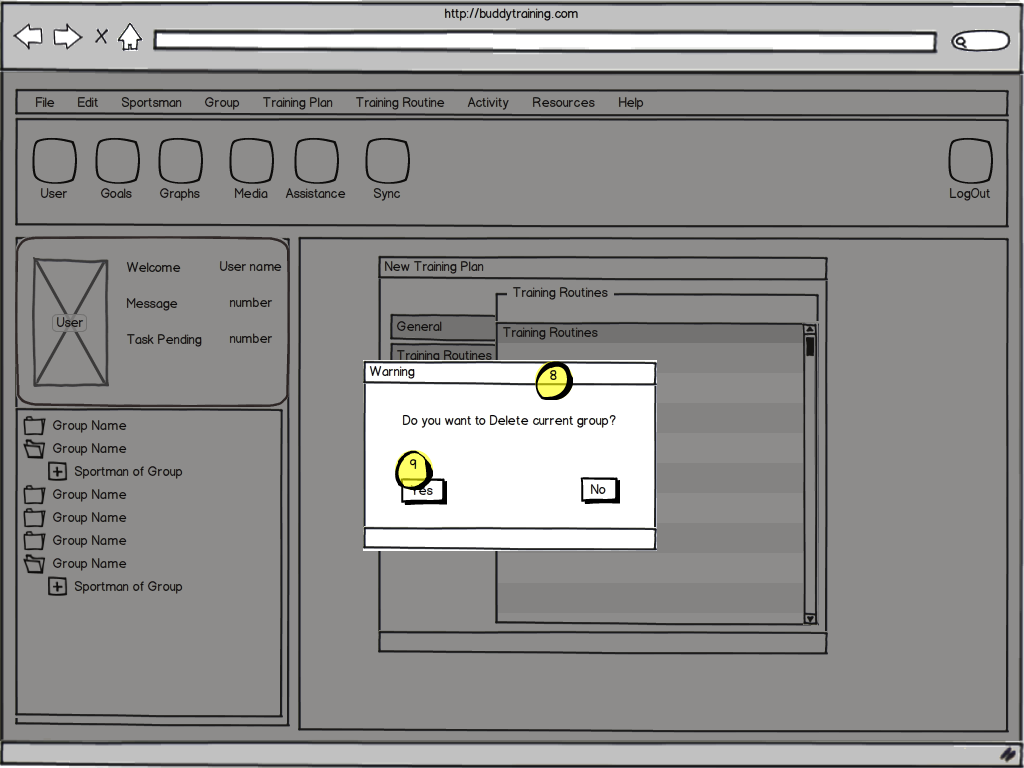 http://buddytraining.com
File Edit Sportsman Group Training Plan Training Routine Activity Resources Help
User Goals Graphs Media Assistance Sync LogOut
Welcome User name
Message number
User
Task Pending number
Group Name
Group Name
Sportman of Group
Group Name
Group Name
Group Name
Group Name
Sportman of Group
New Training Plan
Training Routines
General
Training Routines
Training Routines
Warning
8
Do you want to Delete current group?
9
Yes No